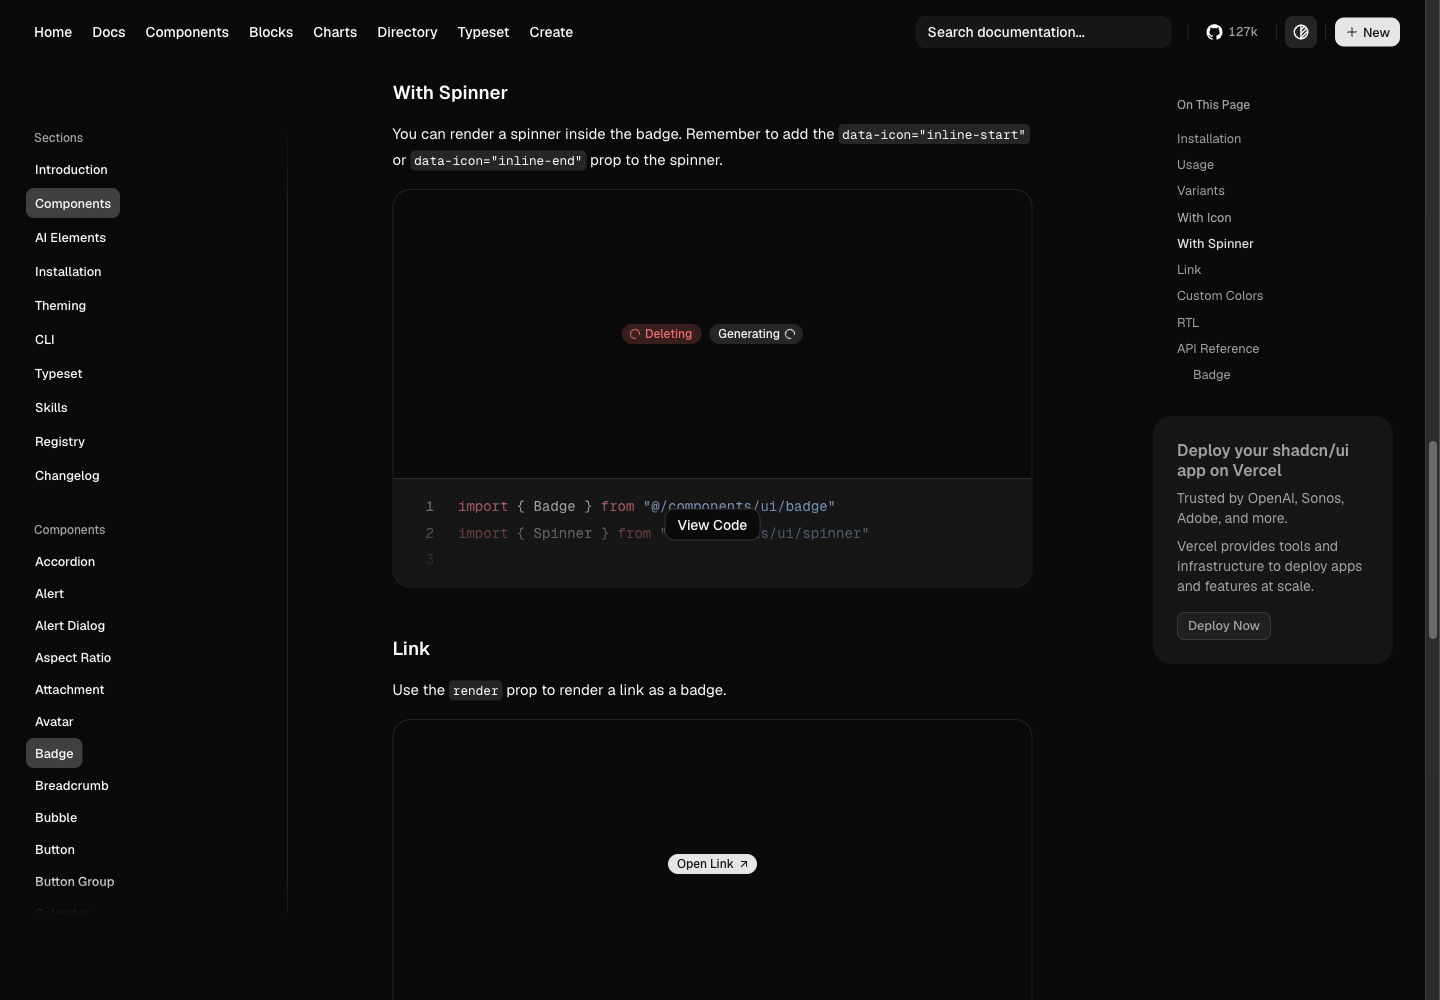 Home Docs Components Blocks Charts Directory Typeset Create Search documentation... 127k New
Sections
Introduction
Components
AI Elements
Installation
Theming
CLI
Typeset
Skills
Registry
Changelog
Components
Accordion
Alert
Alert Dialog
Aspect Ratio
Attachment
Avatar
Badge
Breadcrumb
Bubble
Button
Button Group
With Spinner
You can render a spinner inside the badge. Remember to add the data-icon="inline-start"
or data-icon="inline-end" prop to the spinner.
Deleting Generating
1 import { Badge } from "@/components/ui/badge"
View Code
2 import { Spinner } from " s/ui/spinner"
3
Link
Use the render prop to render a link as a badge.
Open Link
On This Page
Installation
Usage
Variants
With Icon
With Spinner
Link
Custom Colors
RTL
API Reference
Badge
Deploy your shadcn/ui
app on Vercel
Trusted by OpenAI, Sonos,
Adobe, and more.
Vercel provides tools and
infrastructure to deploy apps
and features at scale.
Deploy Now